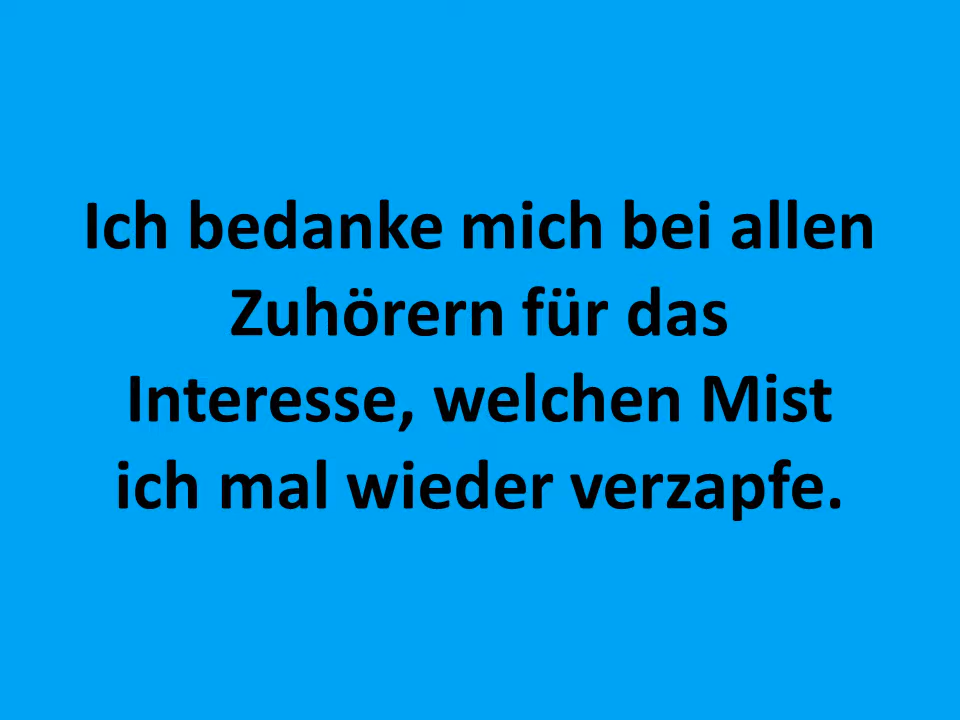 Ich bedanke mich bei allen
Zuhörern für das
Interesse, welchen Mist
ich mal wieder verzapfe.